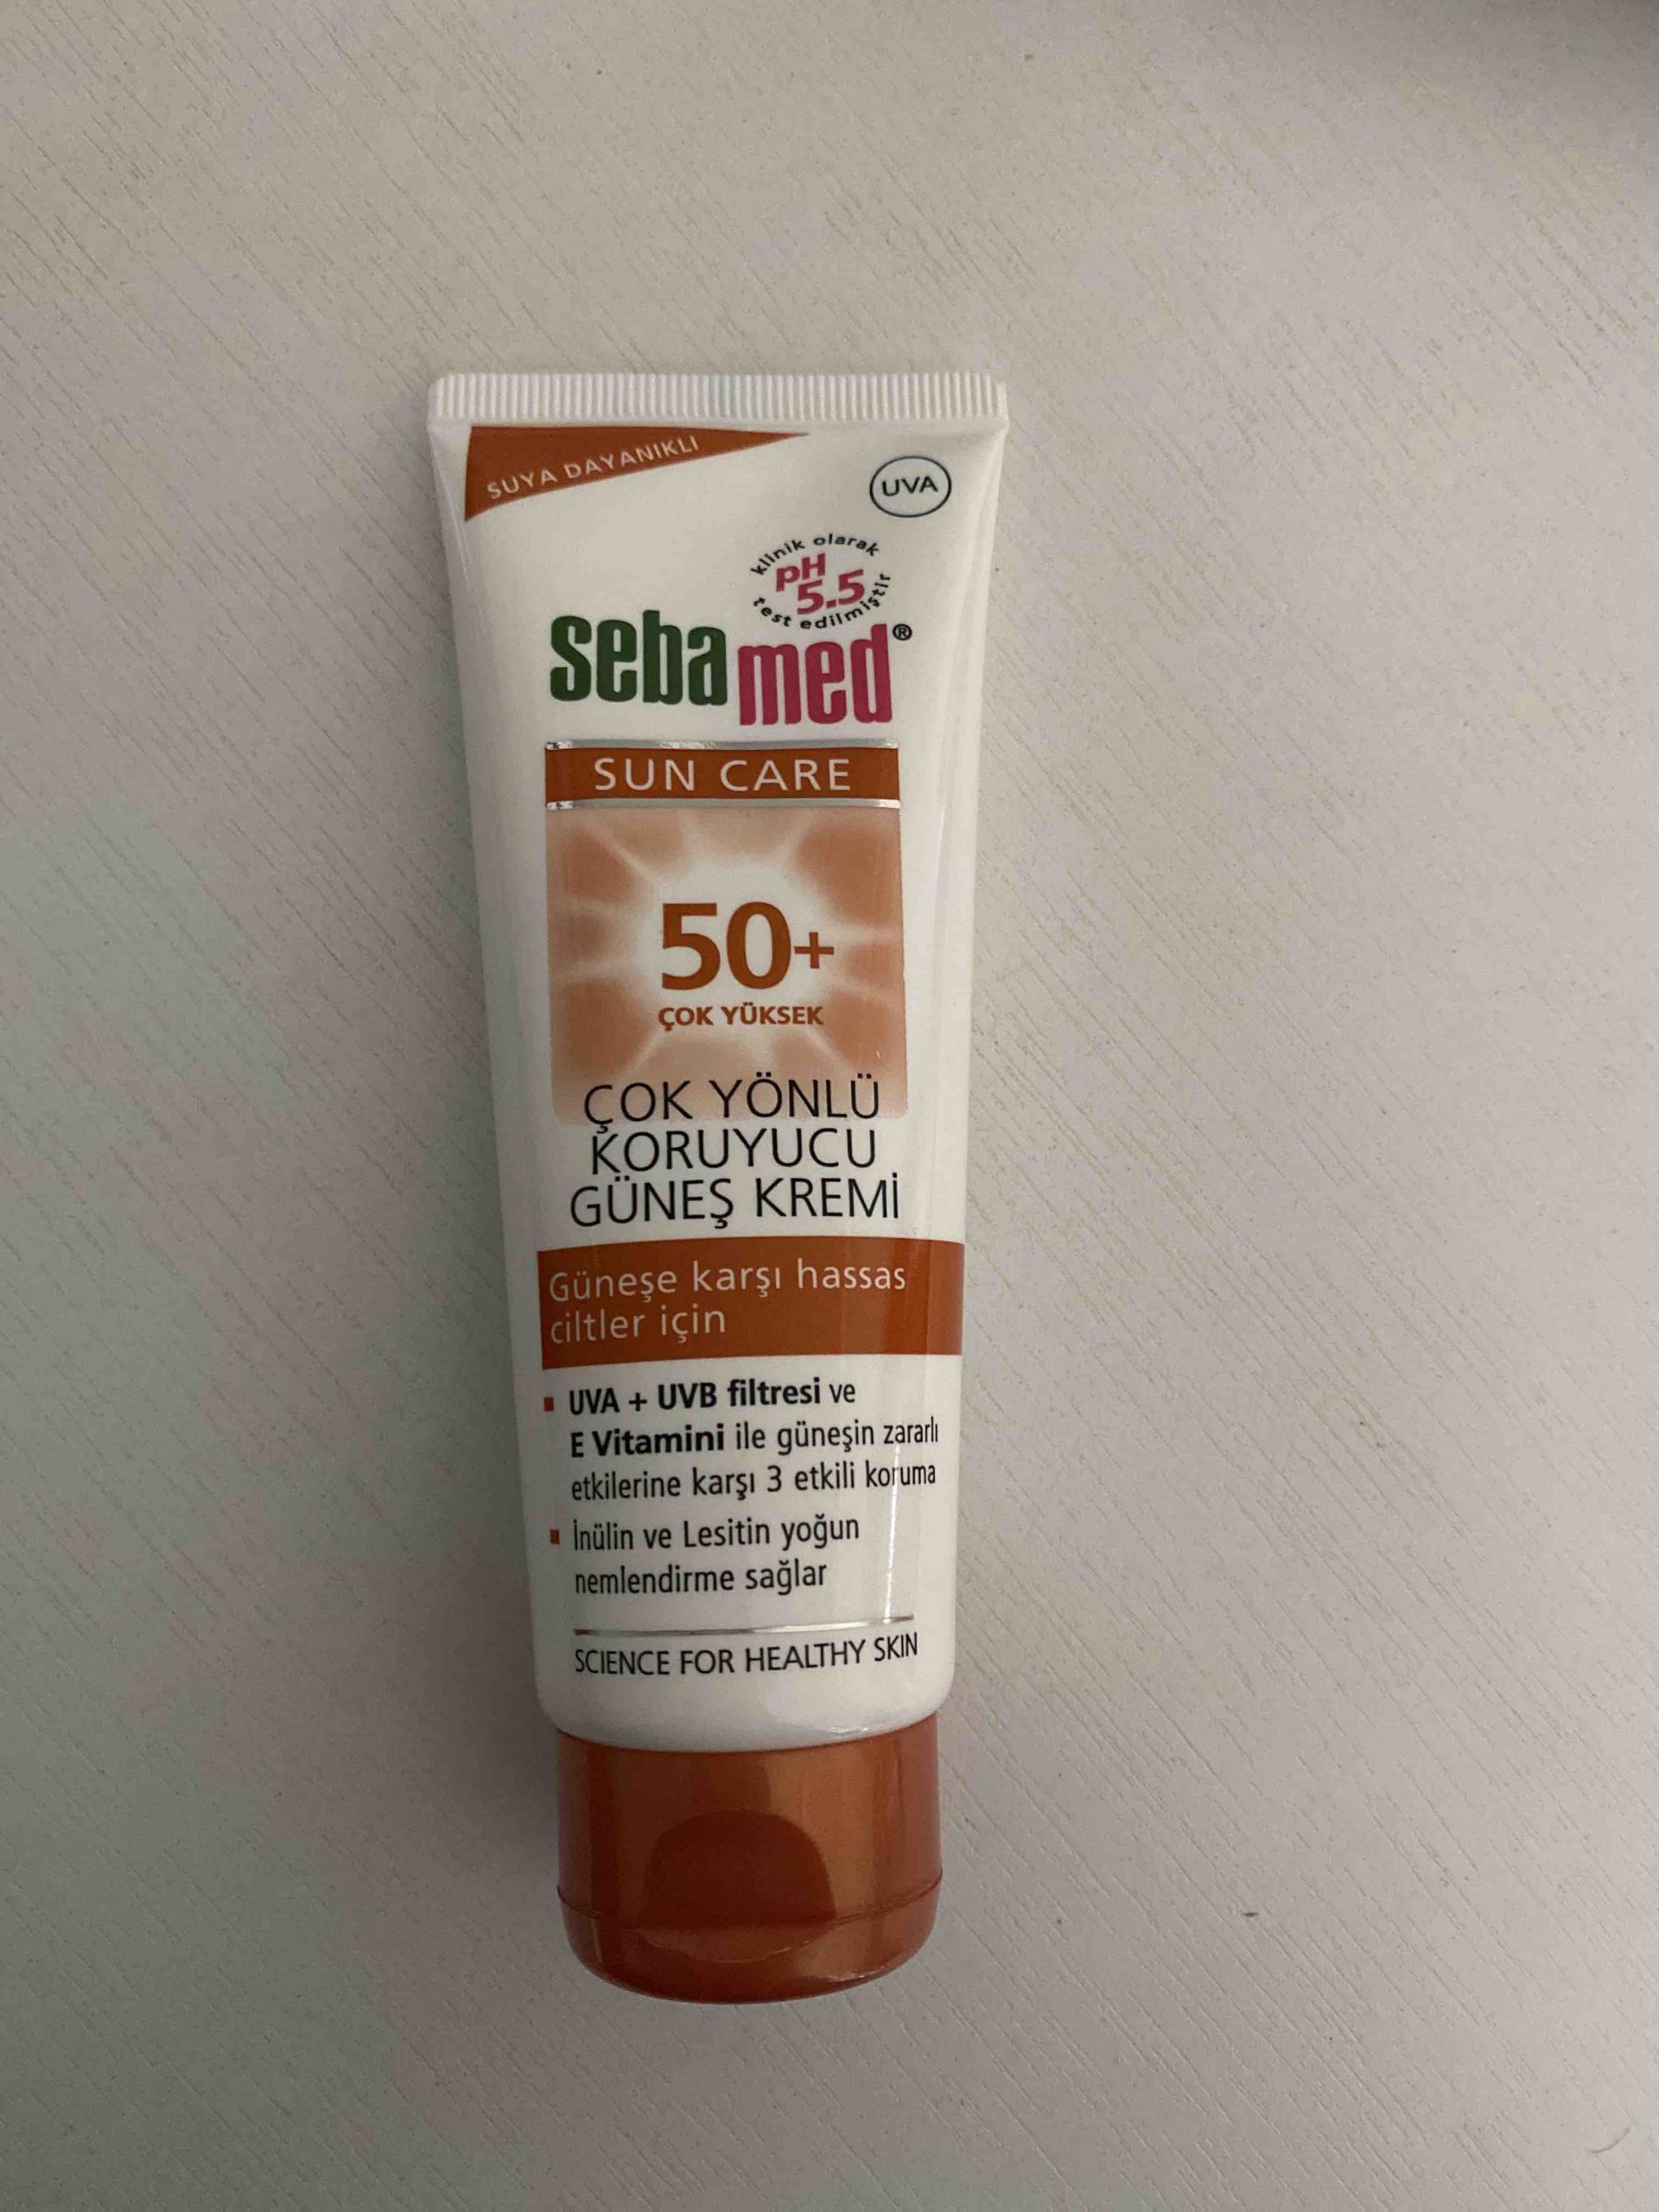 SUYA DAYANIKLI
UVA
klinik olarak
pH
5.5
test edilmiştir
sebamed®
SUN CARE
50+
ÇOK YÜKSEK
ÇOK YÖNLÜ
KORUYUCU
GÜNEŞ KREMİ
Güneşe karşı hassas
ciltler için
▪ UVA + UVB filtresi ve
E Vitamini ile güneşin zararlı
etkilerine karşı 3 etkili koruma
▪ İnülin ve Lesitin yoğun
nemlendirme sağlar
SCIENCE FOR HEALTHY SKIN